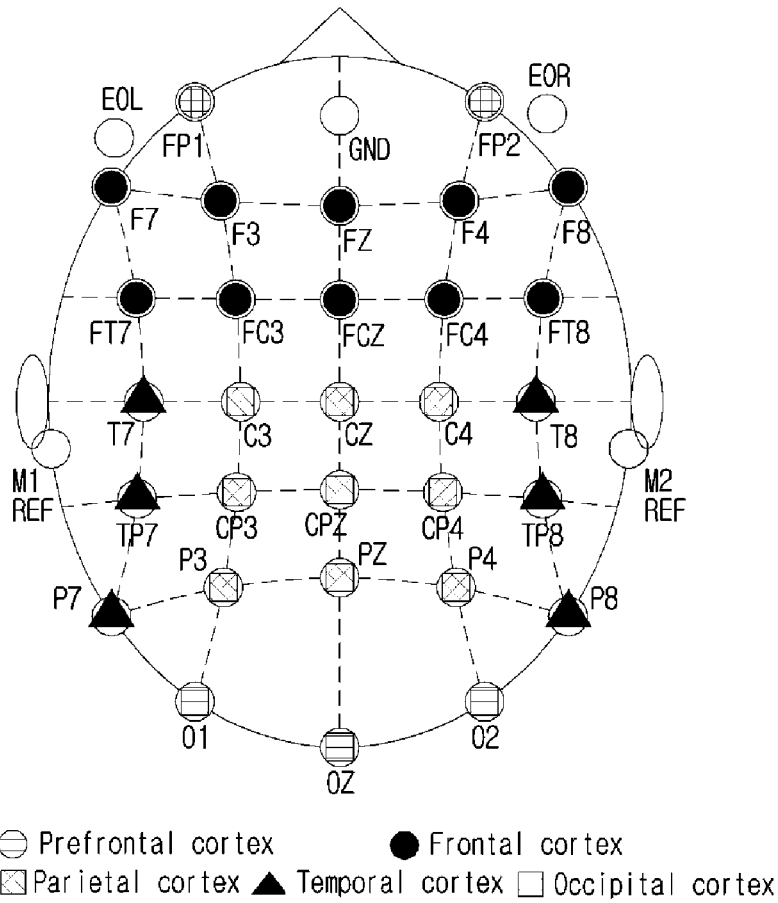 EOL EOR
FP1 GND FP2
F7 F3 FZ F4 F8
FT7 FC3 FCZ FC4 FT8
T7 C3 CZ C4 T8
M1 REF M2 REF
TP7 CP3 CPZ CP4 TP8
P7 P3 PZ P4 P8
O1 O2
OZ
Prefrontal cortex Frontal cortex
Parietal cortex Temporal cortex Occipital cortex